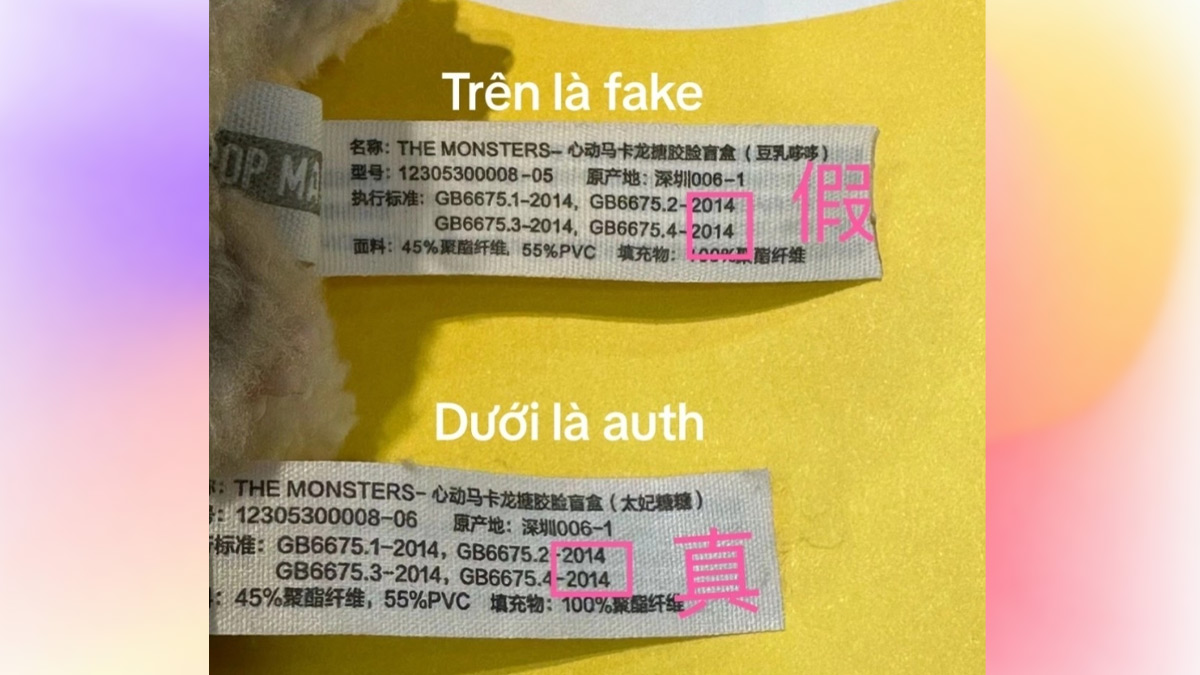 Trên là fake
OP MA
名称：THE MONSTERS- 心动马卡龙搪胶脸盲盒（豆乳哆哆）
型号：12305300008-05 原产地：深圳006-1
执行标准：GB6675.1-2014，GB6675.2-2014
GB6675.3-2014，GB6675.4-2014
面料：45%聚酯纤维，55%PVC 填充物：100%聚酯纤维
假
Dưới là auth
：THE MONSTERS- 心动马卡龙搪胶脸盲盒（太妃糖糖）
号：12305300008-06 原产地：深圳006-1
行标准：GB6675.1-2014，GB6675.2-2014
GB6675.3-2014，GB6675.4-2014
：45%聚酯纤维，55%PVC 填充物：100%聚酯纤维
真